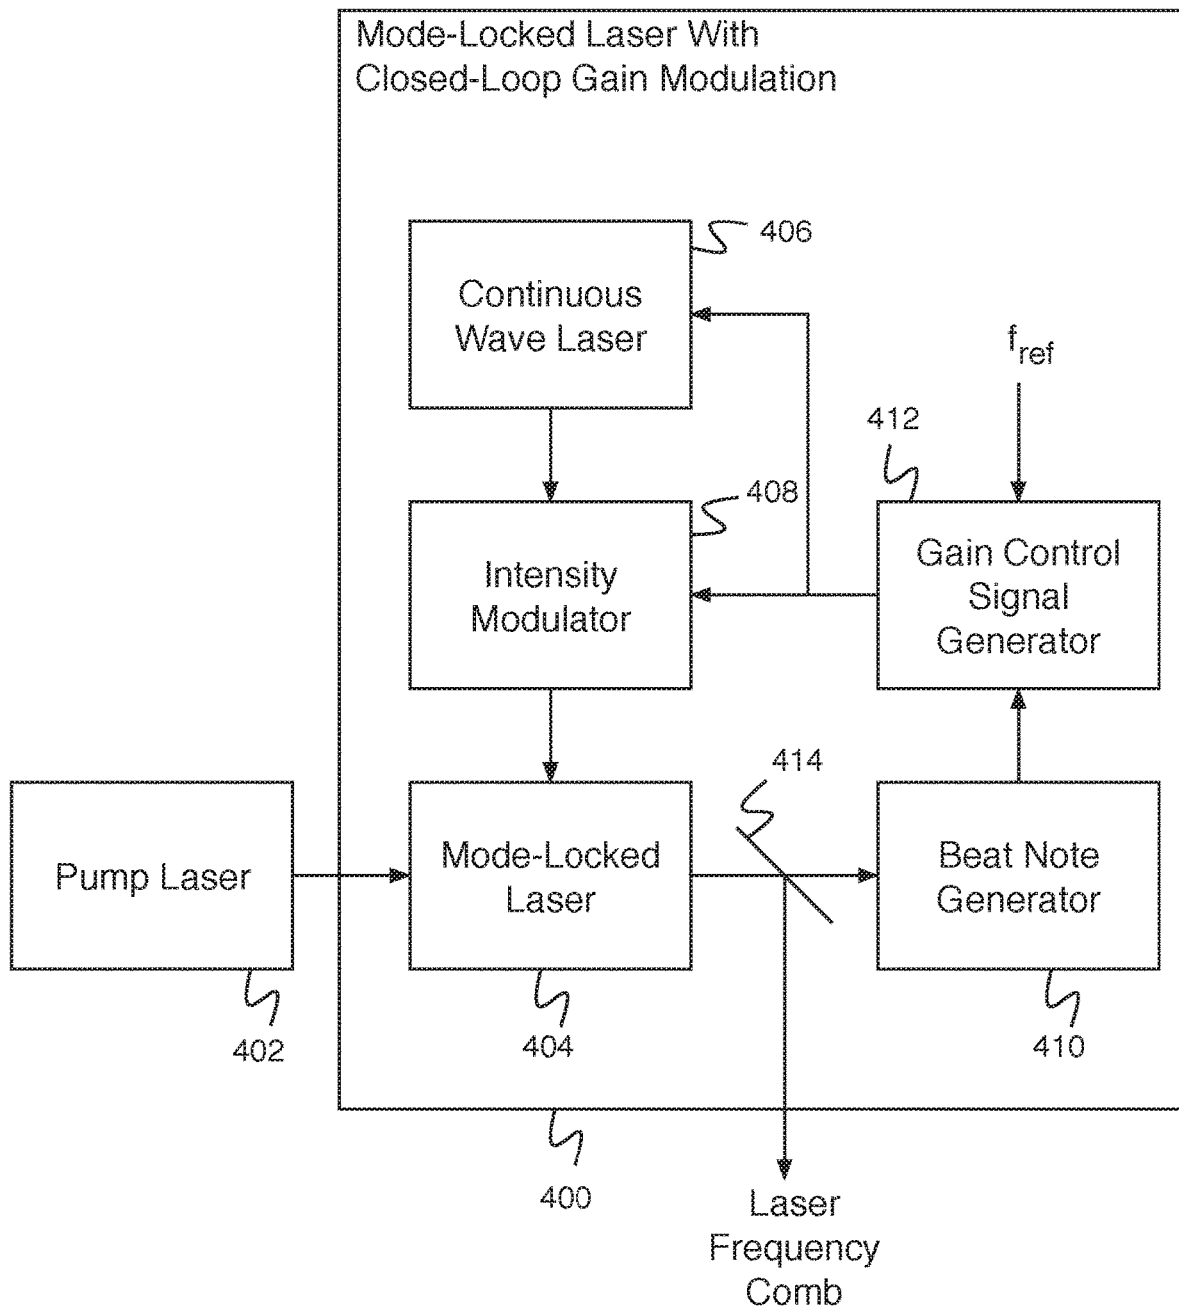 Mode-Locked Laser With
Closed-Loop Gain Modulation
406
Continuous
Wave Laser
f_ref
412
408
Gain Control
Signal
Generator
Intensity
Modulator
414
Pump Laser
Mode-Locked
Laser
Beat Note
Generator
402
404
410
400
Laser
Frequency
Comb